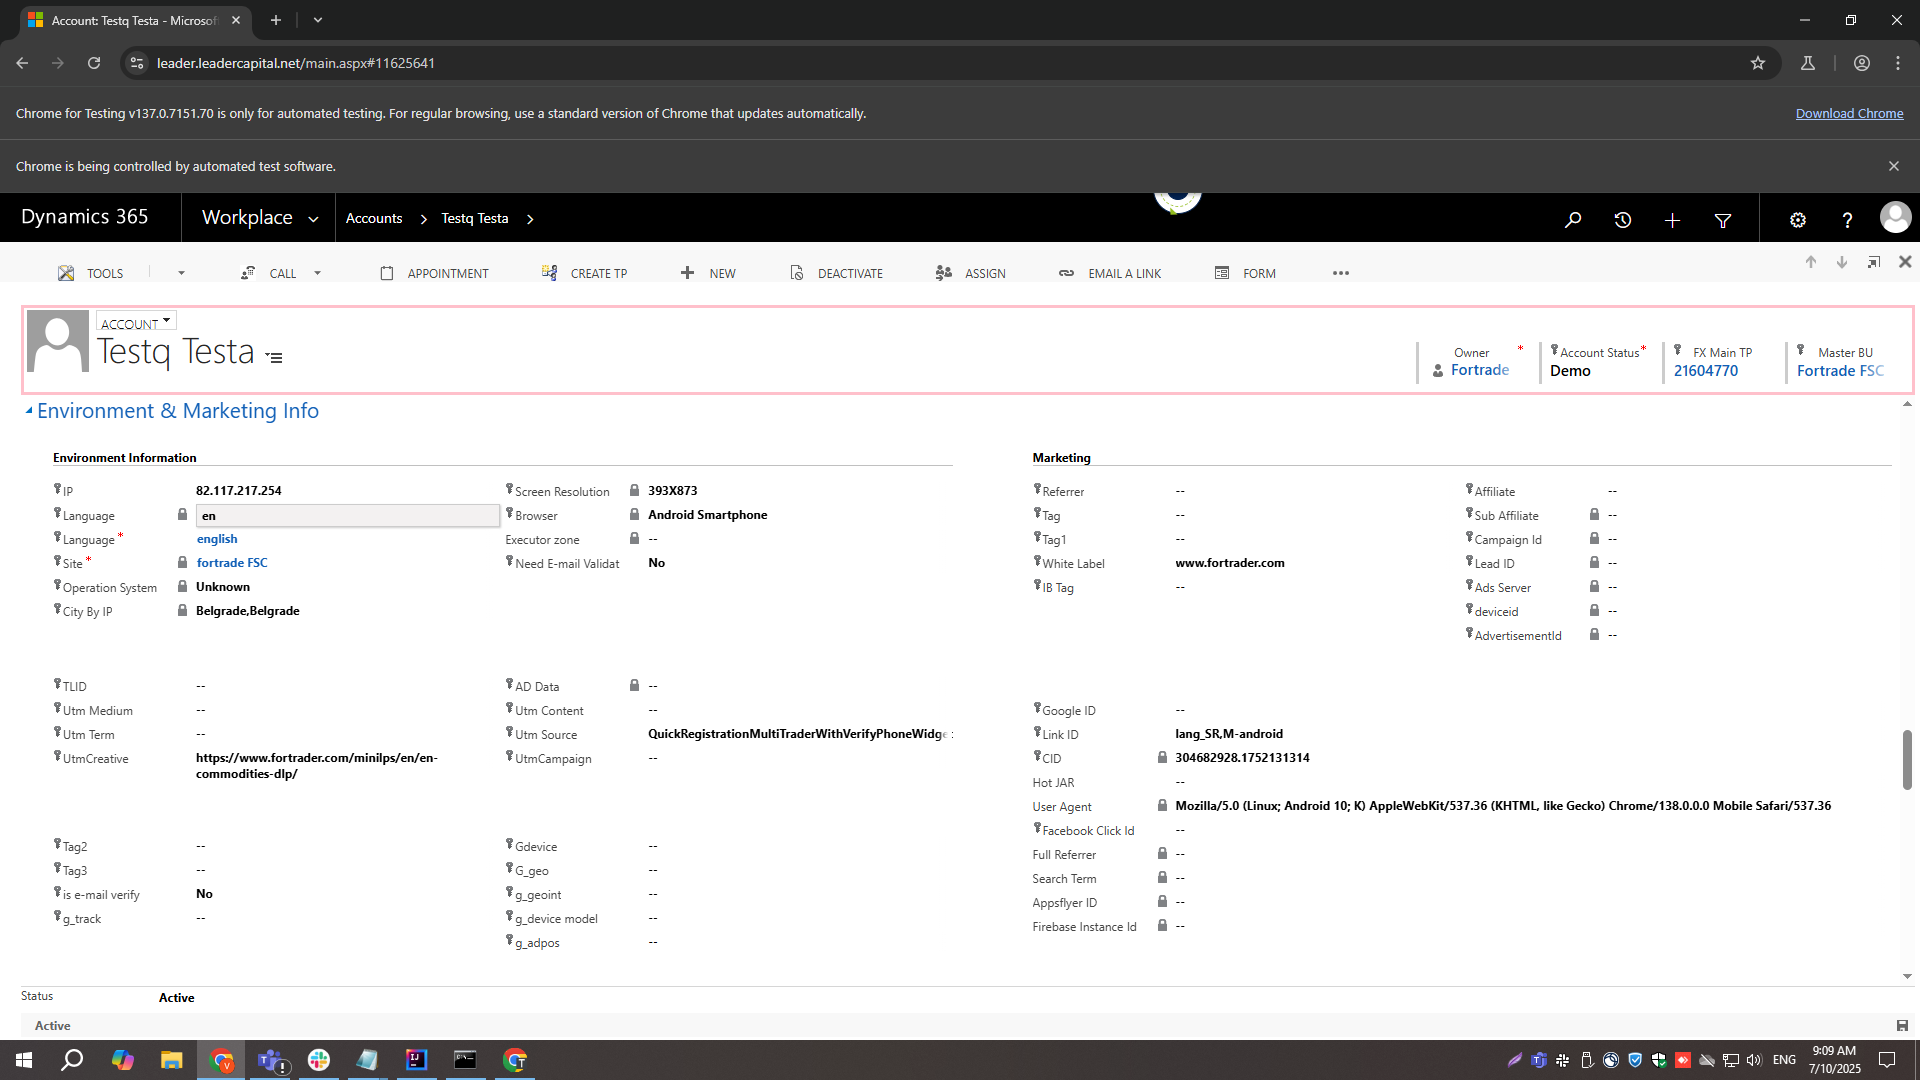 Account: Testq Testa - Microsof
leader.leadercapital.net/main.aspx#11625641
Chrome for Testing v137.0.7151.70 is only for automated testing. For regular browsing, use a standard version of Chrome that updates automatically.
Download Chrome
Chrome is being controlled by automated test software.
Dynamics 365
Workplace
Accounts
Testq Testa
TOOLS
CALL
APPOINTMENT
CREATE TP
NEW
DEACTIVATE
ASSIGN
EMAIL A LINK
FORM
ACCOUNT
Testq Testa
Owner *
Fortrade
Account Status *
Demo
FX Main TP
21604770
Master BU
Fortrade FSC
Environment & Marketing Info
Environment Information
IP 82.117.217.254
Language en
Language * english
Site * fortrade FSC
Operation System Unknown
City By IP Belgrade,Belgrade
Screen Resolution 393X873
Browser Android Smartphone
Executor zone --
Need E-mail Validat No
TLID --
Utm Medium --
Utm Term --
UtmCreative https://www.fortrader.com/minilps/en/en-
commodities-dlp/
AD Data --
Utm Content --
Utm Source QuickRegistrationMultiTraderWithVerifyPhoneWidge
UtmCampaign --
Tag2 --
Tag3 --
is e-mail verify No
g_track --
Gdevice --
G_geo --
g_geoint --
g_device model --
g_adpos --
Marketing
Referrer --
Tag --
Tag1 --
White Label www.fortrader.com
IB Tag --
Affiliate --
Sub Affiliate --
Campaign Id --
Lead ID --
Ads Server --
deviceid --
AdvertisementId --
Google ID --
Link ID lang_SR,M-android
CID 304682928.1752131314
Hot JAR --
User Agent Mozilla/5.0 (Linux; Android 10; K) AppleWebKit/537.36 (KHTML, like Gecko) Chrome/138.0.0.0 Mobile Safari/537.36
Facebook Click Id --
Full Referrer --
Search Term --
Appsflyer ID --
Firebase Instance Id --
Status Active
Active
ENG
9:09 AM
7/10/2025